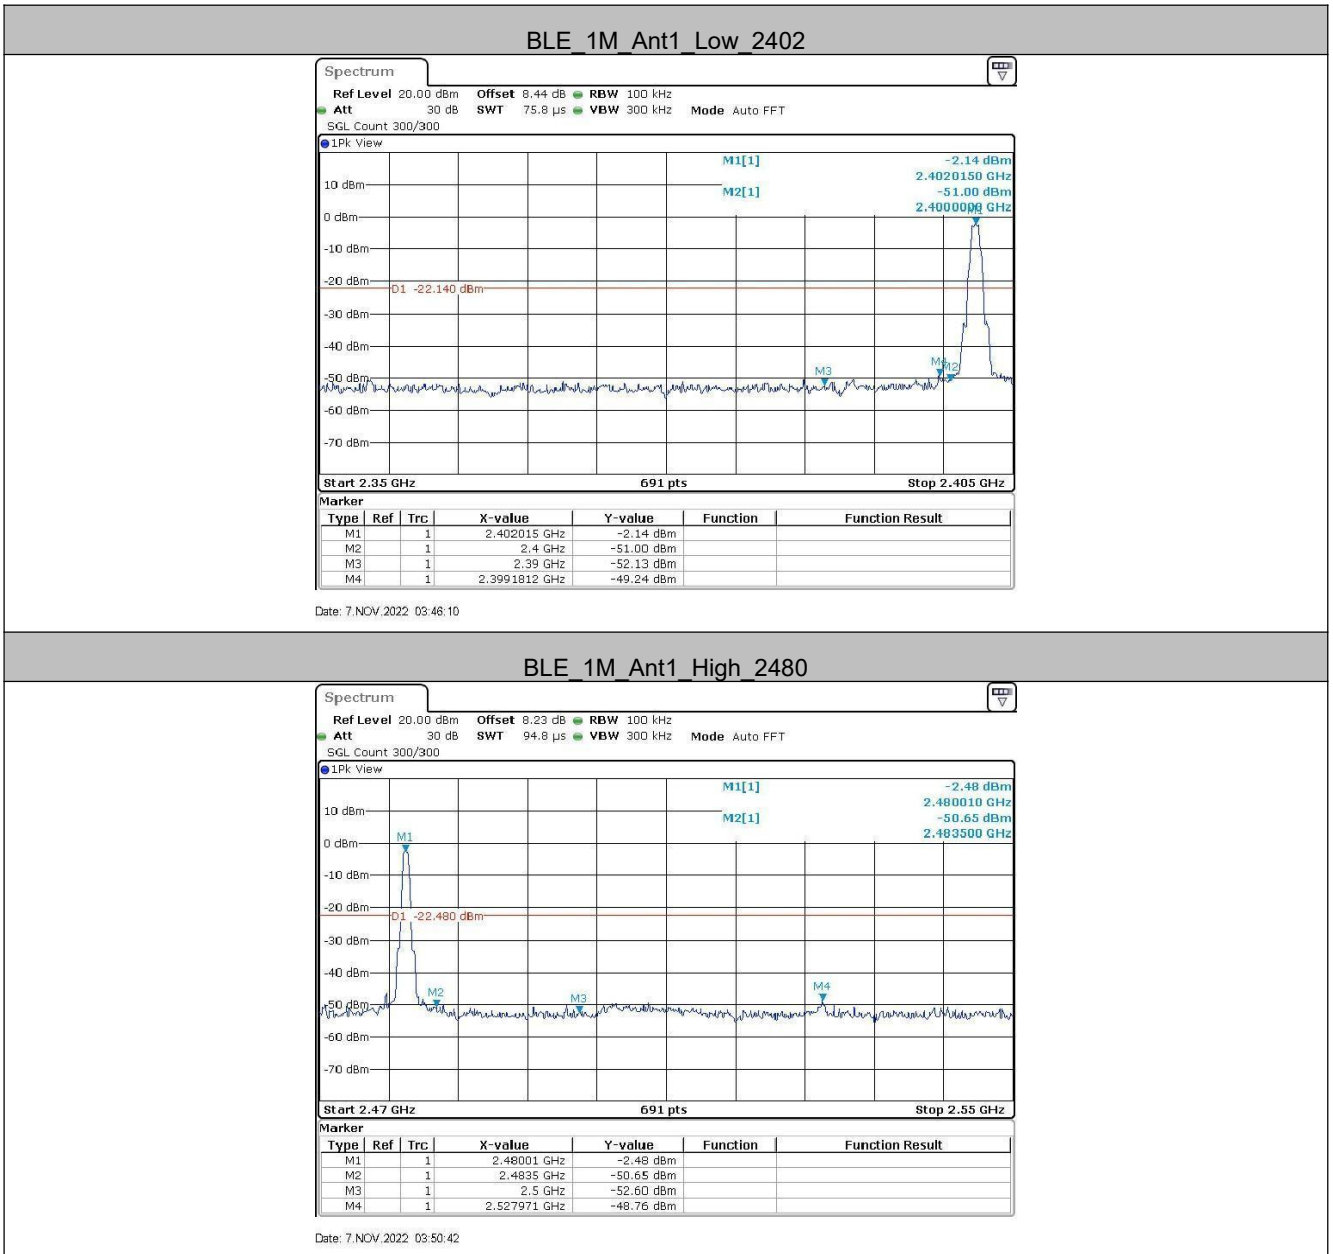 BLE_1M_Ant1_Low_2402
Spectrum
Ref Level 20.00 dBm Offset 8.44 dB RBW 100 kHz
Att 30 dB SWT 75.8 µs VBW 300 kHz Mode Auto FFT
SGL Count 300/300
1Pk View
M1[1] -2.14 dBm
2.4020150 GHz
10 dBm
M2[1] -51.00 dBm
2.4000000 GHz
M1
0 dBm
-10 dBm
-20 dBm
D1 -22.140 dBm
-30 dBm
-40 dBm
M3 M4 M2
-50 dBm
-60 dBm
-70 dBm
Start 2.35 GHz 691 pts Stop 2.405 GHz
Marker
Type Ref Trc X-value Y-value Function Function Result
M1 1 2.402015 GHz -2.14 dBm
M2 1 2.4 GHz -51.00 dBm
M3 1 2.39 GHz -52.13 dBm
M4 1 2.3991812 GHz -49.24 dBm
Date: 7.NOV.2022 03:46:10
BLE_1M_Ant1_High_2480
Spectrum
Ref Level 20.00 dBm Offset 8.23 dB RBW 100 kHz
Att 30 dB SWT 94.8 µs VBW 300 kHz Mode Auto FFT
SGL Count 300/300
1Pk View
M1[1] -2.48 dBm
2.480010 GHz
10 dBm
M2[1] -50.65 dBm
2.483500 GHz
M1
0 dBm
-10 dBm
-20 dBm
D1 -22.480 dBm
-30 dBm
-40 dBm
M2 M3 M4
-50 dBm
-60 dBm
-70 dBm
Start 2.47 GHz 691 pts Stop 2.55 GHz
Marker
Type Ref Trc X-value Y-value Function Function Result
M1 1 2.48001 GHz -2.48 dBm
M2 1 2.4835 GHz -50.65 dBm
M3 1 2.5 GHz -52.60 dBm
M4 1 2.527971 GHz -48.76 dBm
Date: 7.NOV.2022 03:50:42